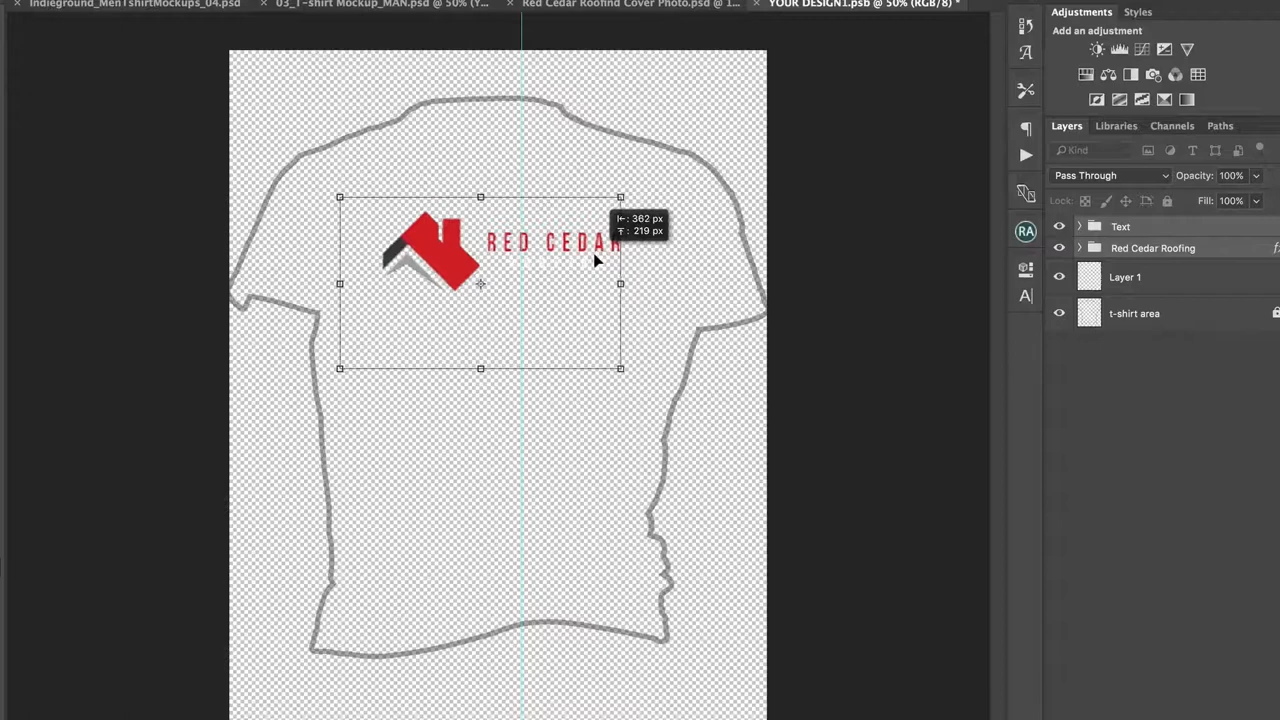 Indieground_MenTshirtMockups_04.psd
03_T-shirt Mockup_MAN.psd @ 50% (Y...
Red Cedar Roofing Cover Photo.psd @ 1...
YOUR DESIGN1.psb @ 50% (RGB/8) *
Adjustments Styles
Add an adjustment
Layers Libraries Channels Paths
Kind
Pass Through Opacity: 100%
Lock: Fill: 100%
Text
Red Cedar Roofing
Layer 1
t-shirt area
RA
RED CEDAR
: 362 px
: 219 px